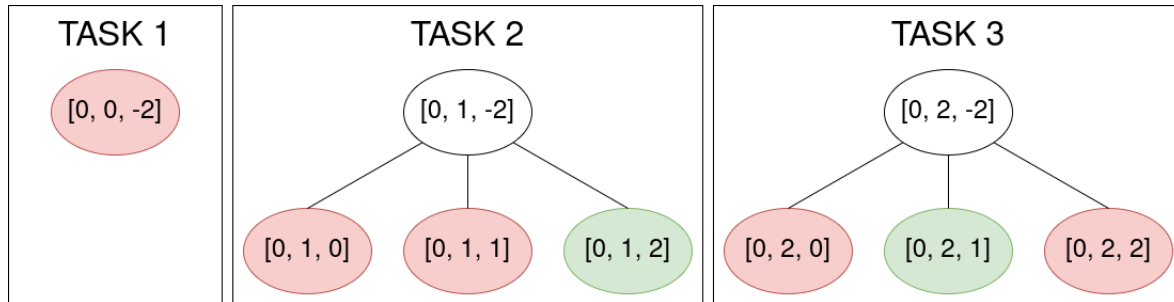 TASK 1
[0, 0, -2]
TASK 2
[0, 1, -2]
[0, 1, 0]
[0, 1, 1]
[0, 1, 2]
TASK 3
[0, 2, -2]
[0, 2, 0]
[0, 2, 1]
[0, 2, 2]